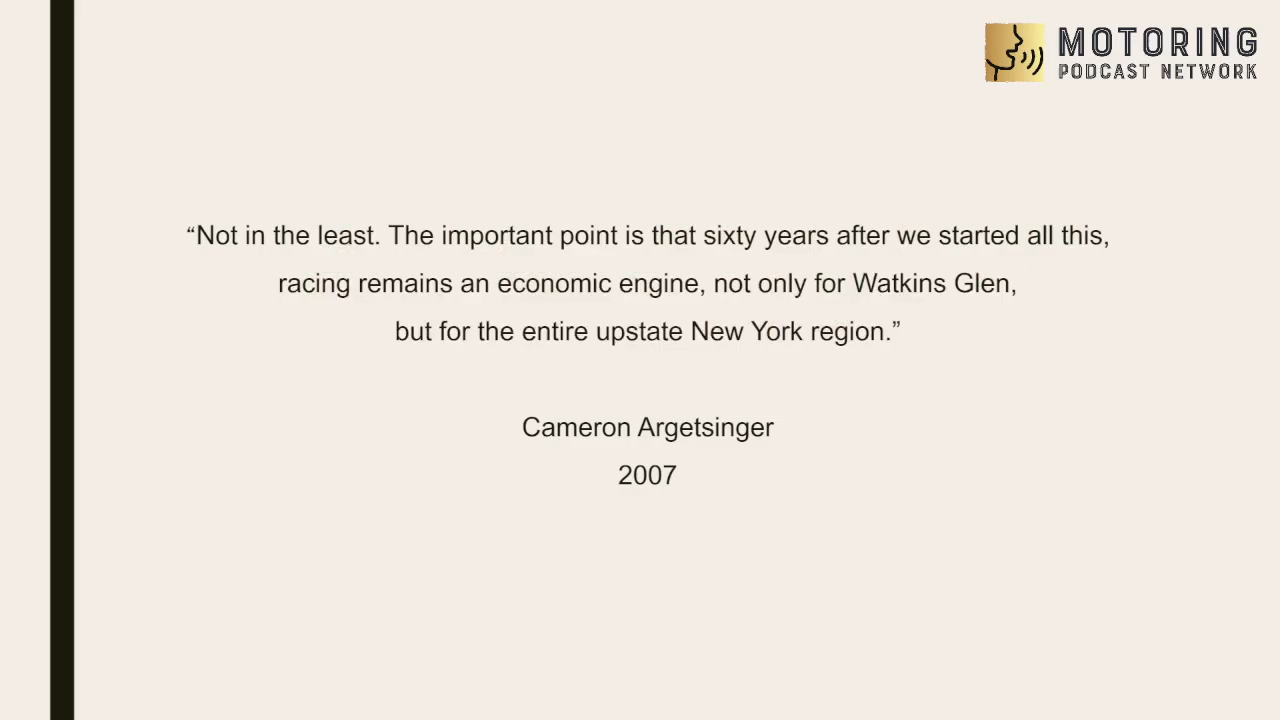 MOTORING
PODCAST NETWORK
“Not in the least. The important point is that sixty years after we started all this,
racing remains an economic engine, not only for Watkins Glen,
but for the entire upstate New York region.”
Cameron Argetsinger
2007